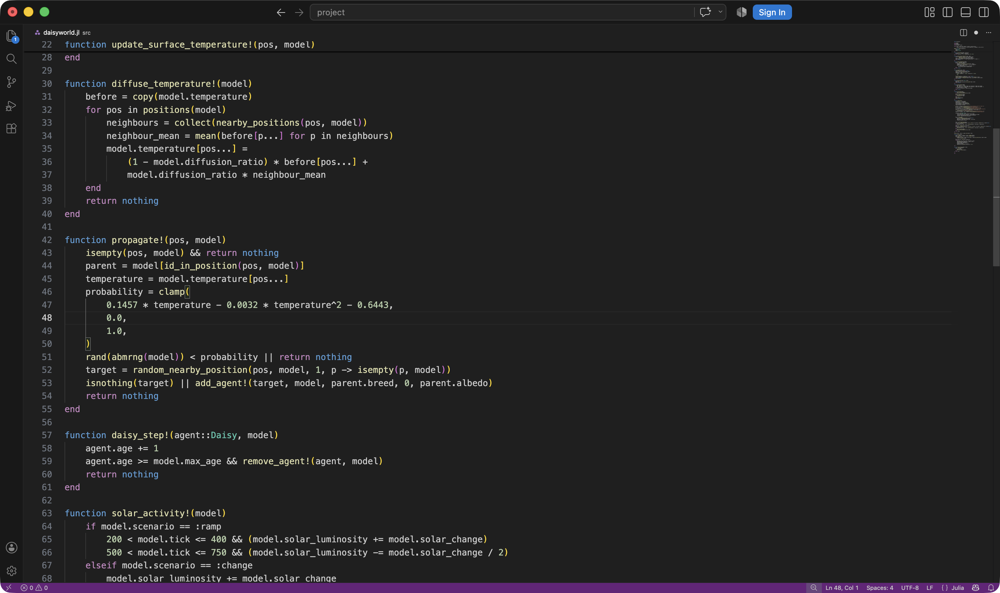 project
Sign In
1
daisyworld.jl src
22 function update_surface_temperature!(pos, model)
28 end
29
30 function diffuse_temperature!(model)
31     before = copy(model.temperature)
32     for pos in positions(model)
33         neighbours = collect(nearby_positions(pos, model))
34         neighbour_mean = mean(before[p...] for p in neighbours)
35         model.temperature[pos...] =
36             (1 - model.diffusion_ratio) * before[pos...] +
37             model.diffusion_ratio * neighbour_mean
38     end
39     return nothing
40 end
41
42 function propagate!(pos, model)
43     isempty(pos, model) && return nothing
44     parent = model[id_in_position(pos, model)]
45     temperature = model.temperature[pos...]
46     probability = clamp(
47         0.1457 * temperature - 0.0032 * temperature^2 - 0.6443,
48         0.0,
49         1.0,
50     )
51     rand(abmrng(model)) < probability || return nothing
52     target = random_nearby_position(pos, model, 1, p -> isempty(p, model))
53     isnothing(target) || add_agent!(target, model, parent.breed, 0, parent.albedo)
54     return nothing
55 end
56
57 function daisy_step!(agent::Daisy, model)
58     agent.age += 1
59     agent.age >= model.max_age && remove_agent!(agent, model)
60     return nothing
61 end
62
63 function solar_activity!(model)
64     if model.scenario == :ramp
65         200 < model.tick <= 400 && (model.solar_luminosity += model.solar_change)
66         500 < model.tick <= 750 && (model.solar_luminosity -= model.solar_change / 2)
67     elseif model.scenario == :change
68         model.solar_luminosity += model.solar_change
0 0
Ln 48, Col 1 Spaces: 4 UTF-8 LF { } Julia